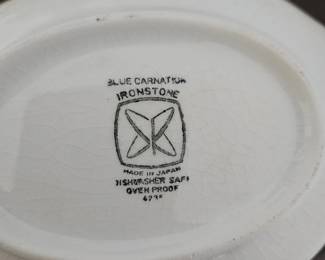 BLUE CARNATION
IRONSTONE
MADE IN JAPAN
DISHWASHER SAFE
OVEN PROOF